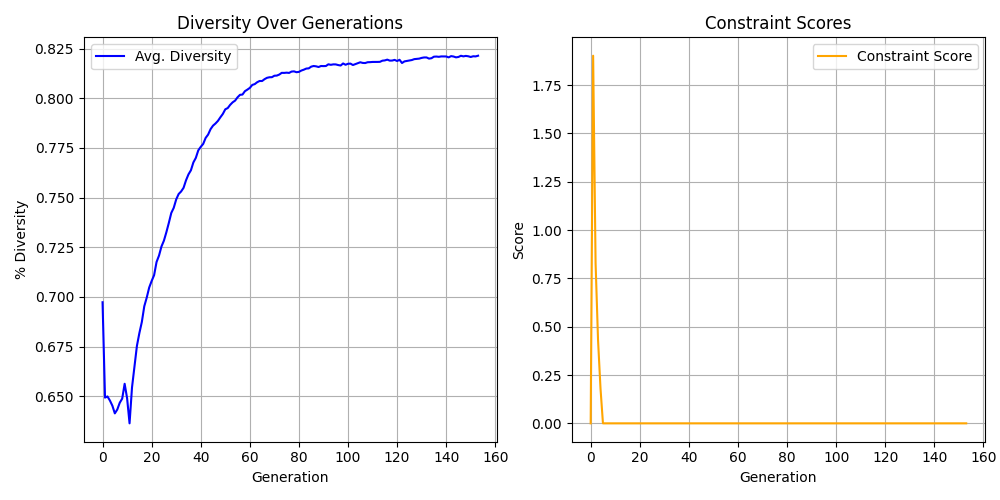 Diversity Over Generations
Avg. Diversity
% Diversity
0.825
0.800
0.775
0.750
0.725
0.700
0.675
0.650
0 20 40 60 80 100 120 140 160
Generation
Constraint Scores
Constraint Score
Score
1.75
1.50
1.25
1.00
0.75
0.50
0.25
0.00
0 20 40 60 80 100 120 140 160
Generation